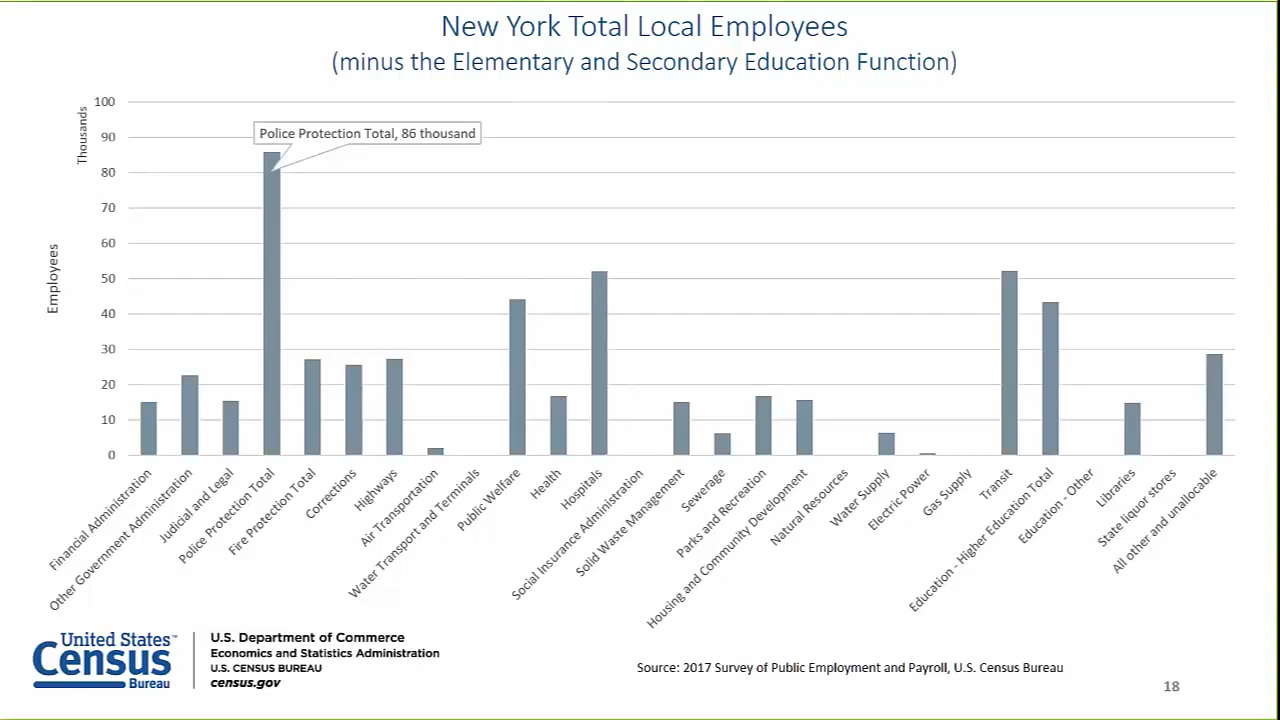 New York Total Local Employees
(minus the Elementary and Secondary Education Function)
Thousands
Employees
100
90
80
70
60
50
40
30
20
10
0
Police Protection Total, 86 thousand
Financial Administration
Other Government Administration
Judicial and Legal
Police Protection Total
Fire Protection Total
Corrections
Highways
Air Transportation
Water Transport and Terminals
Public Welfare
Health
Hospitals
Social Insurance Administration
Solid Waste Management
Sewerage
Parks and Recreation
Housing and Community Development
Natural Resources
Water Supply
Electric Power
Gas Supply
Transit
Education - Higher Education Total
Education - Other
Libraries
State liquor stores
All other and unallocable
United States™
Census
Bureau
U.S. Department of Commerce
Economics and Statistics Administration
U.S. CENSUS BUREAU
census.gov
Source: 2017 Survey of Public Employment and Payroll, U.S. Census Bureau
18